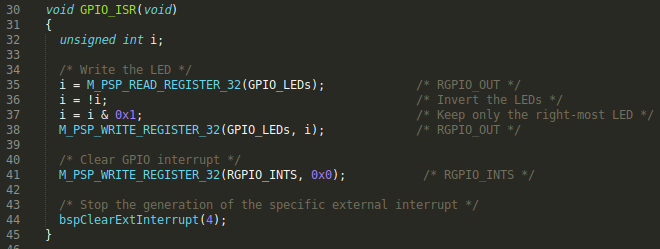 30 void GPIO_ISR(void)
31 {
32   unsigned int i;
33
34   /* Write the LED */
35   i = M_PSP_READ_REGISTER_32(GPIO_LEDs);             /* RGPIO_OUT */
36   i = !i;                                            /* Invert the LEDs */
37   i = i & 0x1;                                       /* Keep only the right-most LED */
38   M_PSP_WRITE_REGISTER_32(GPIO_LEDs, i);             /* RGPIO_OUT */
39
40   /* Clear GPIO interrupt */
41   M_PSP_WRITE_REGISTER_32(RGPIO_INTS, 0x0);           /* RGPIO_INTS */
42
43   /* Stop the generation of the specific external interrupt */
44   bspClearExtInterrupt(4);
45 }